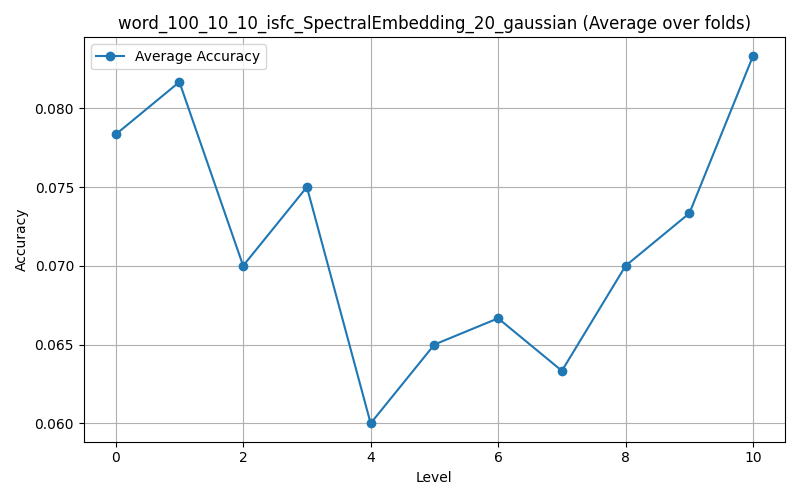 word_100_10_10_isfc_SpectralEmbedding_20_gaussian (Average over folds)
Average Accuracy
0.080
0.075
0.070
0.065
0.060
Accuracy
0 2 4 6 8 10
Level